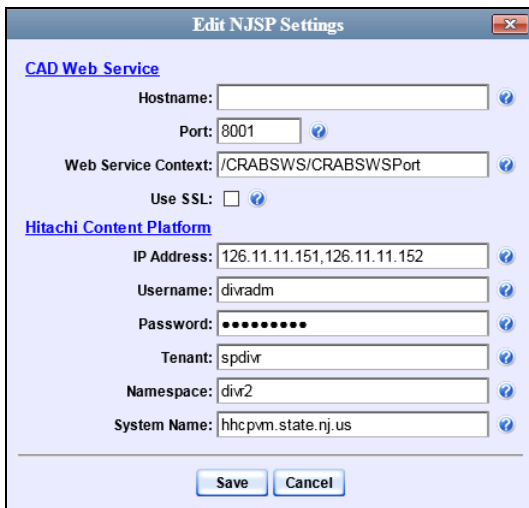 Edit NJSP Settings
CAD Web Service
Hostname:
Port: 8001
Web Service Context: /CRABSWS/CRABSWSPort
Use SSL:
Hitachi Content Platform
IP Address: 126.11.11.151,126.11.11.152
Username: divradm
Password: ●●●●●●●●●
Tenant: spdivr
Namespace: divr2
System Name: hhcpvm.state.nj.us
Save Cancel